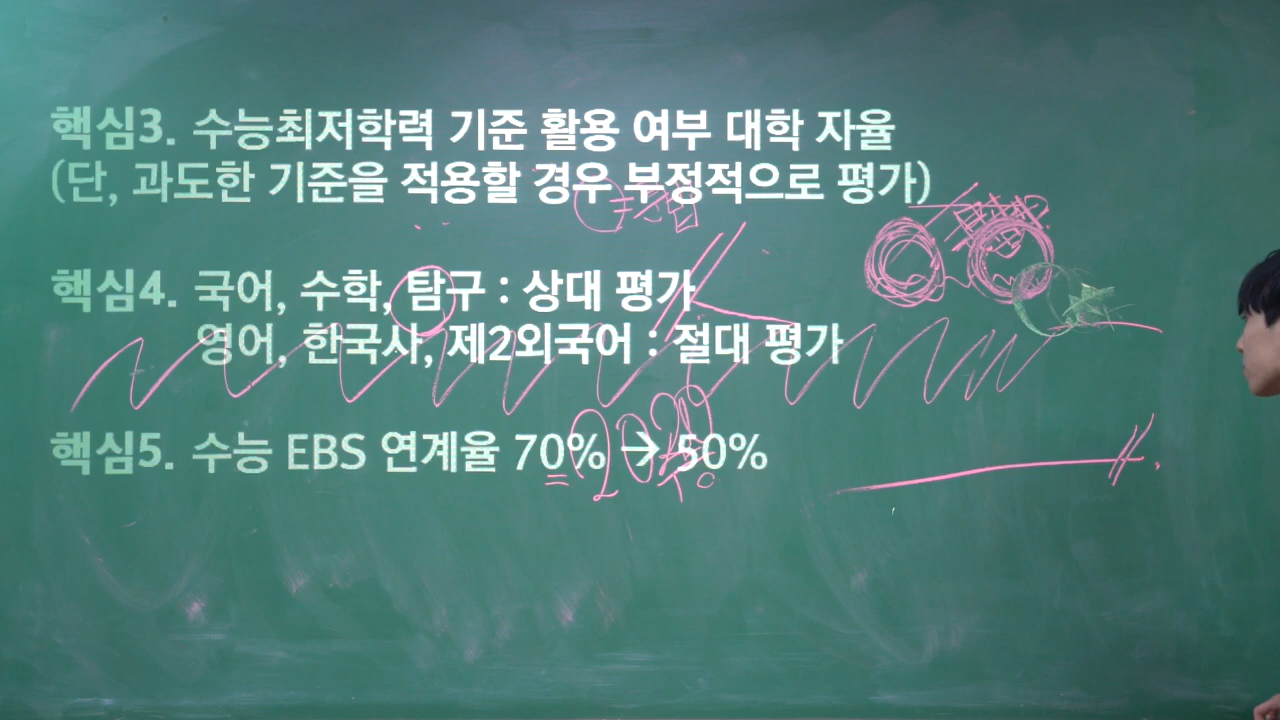 핵심3. 수능최저학력 기준 활용 여부 대학 자율
(단, 과도한 기준을 적용할 경우 부정적으로 평가)
핵심4. 국어, 수학, 탐구 : 상대 평가
영어, 한국사, 제2외국어 : 절대 평가
핵심5. 수능 EBS 연계율 70% → 50%